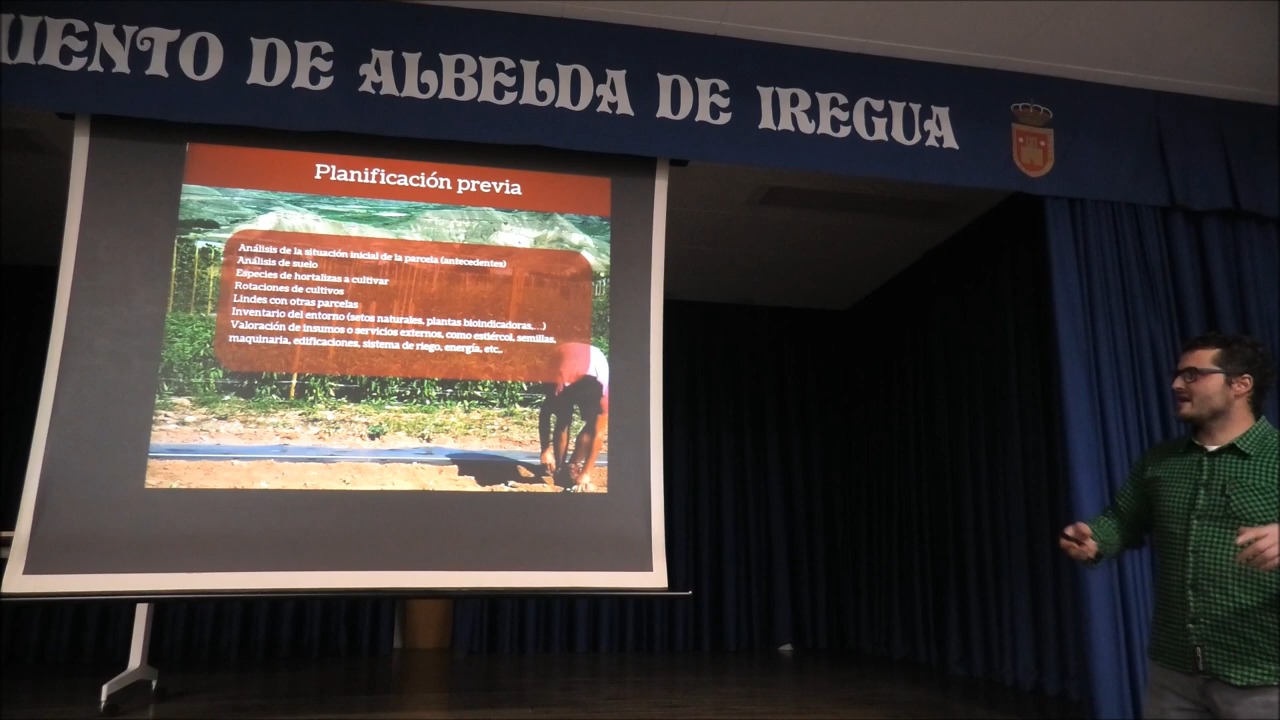 UENTO DE ALBELDA DE IREGUA
Planificación previa
Análisis de la situación inicial de la parcela (antecedentes)
Análisis de suelo
Especies de hortalizas a cultivar
Rotaciones de cultivos
Lindes con otras parcelas
Inventario del entorno (setos naturales, plantas bioindicadoras,...)
Valoración de insumos o servicios externos, como estiércol, semillas,
maquinaria, edificaciones, sistema de riego, energía, etc,.